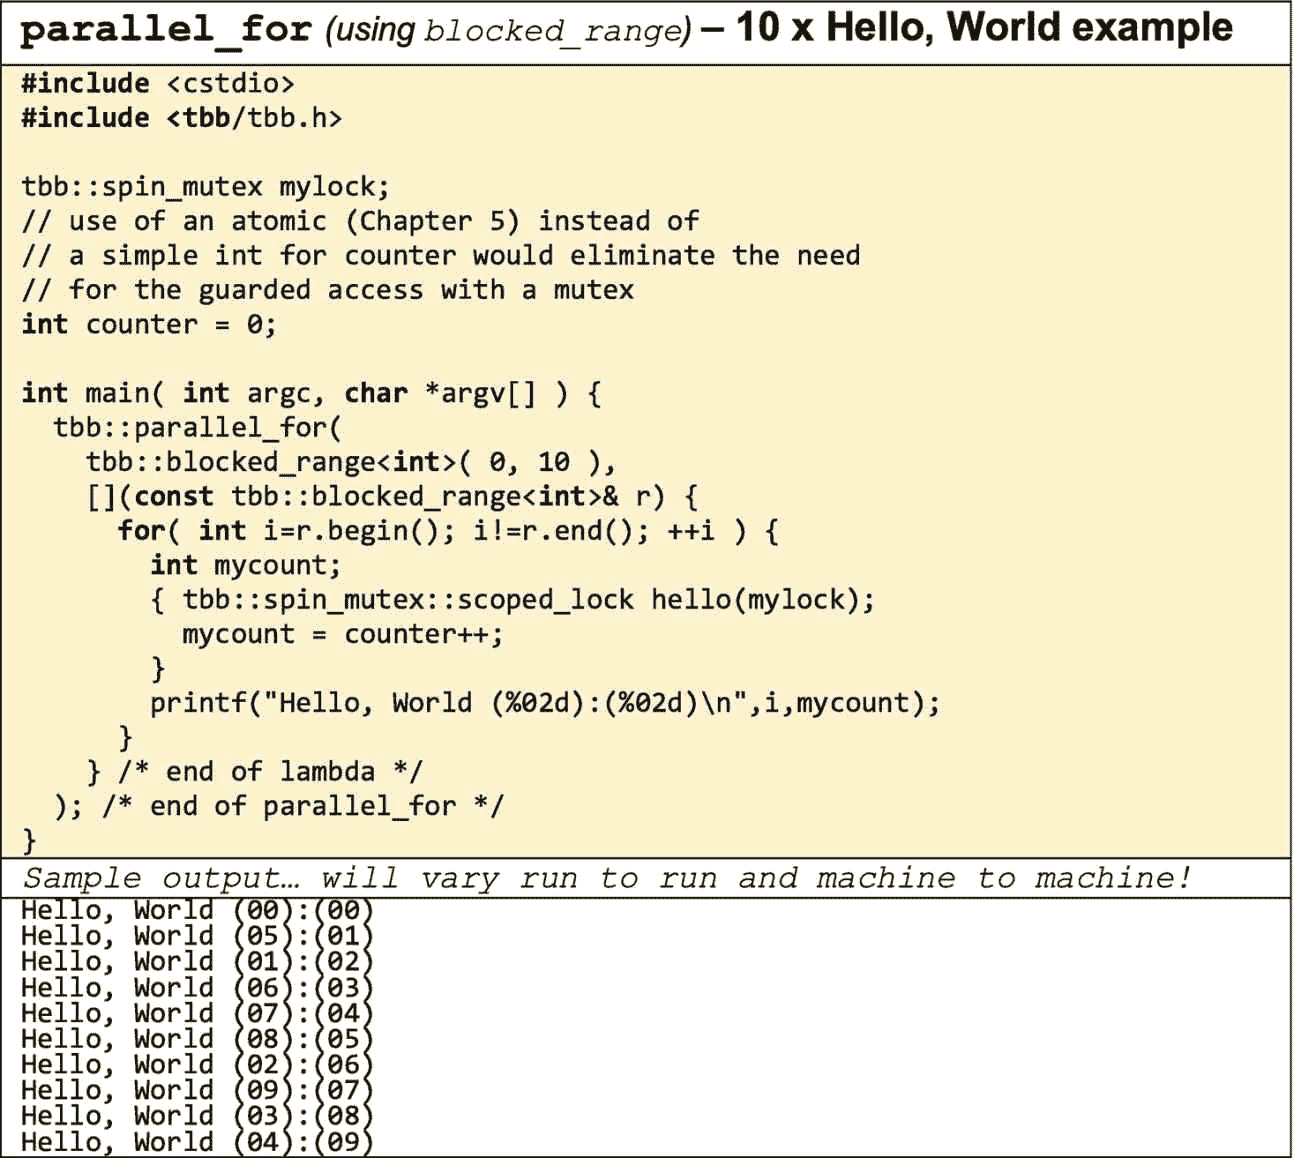 parallel_for (using blocked_range) – 10 x Hello, World example
#include <cstdio>
#include <tbb/tbb.h>

tbb::spin_mutex mylock;
// use of an atomic (Chapter 5) instead of
// a simple int for counter would eliminate the need
// for the guarded access with a mutex
int counter = 0;

int main( int argc, char *argv[] ) {
  tbb::parallel_for(
    tbb::blocked_range<int>( 0, 10 ),
    [](const tbb::blocked_range<int>& r) {
      for( int i=r.begin(); i!=r.end(); ++i ) {
        int mycount;
        { tbb::spin_mutex::scoped_lock hello(mylock);
          mycount = counter++;
        }
        printf("Hello, World (%02d):(%02d)\n",i,mycount);
      }
    } /* end of lambda */
  ); /* end of parallel_for */
}
Sample output… will vary run to run and machine to machine!
Hello, World (00):(00)
Hello, World (05):(01)
Hello, World (01):(02)
Hello, World (06):(03)
Hello, World (07):(04)
Hello, World (08):(05)
Hello, World (02):(06)
Hello, World (09):(07)
Hello, World (03):(08)
Hello, World (04):(09)